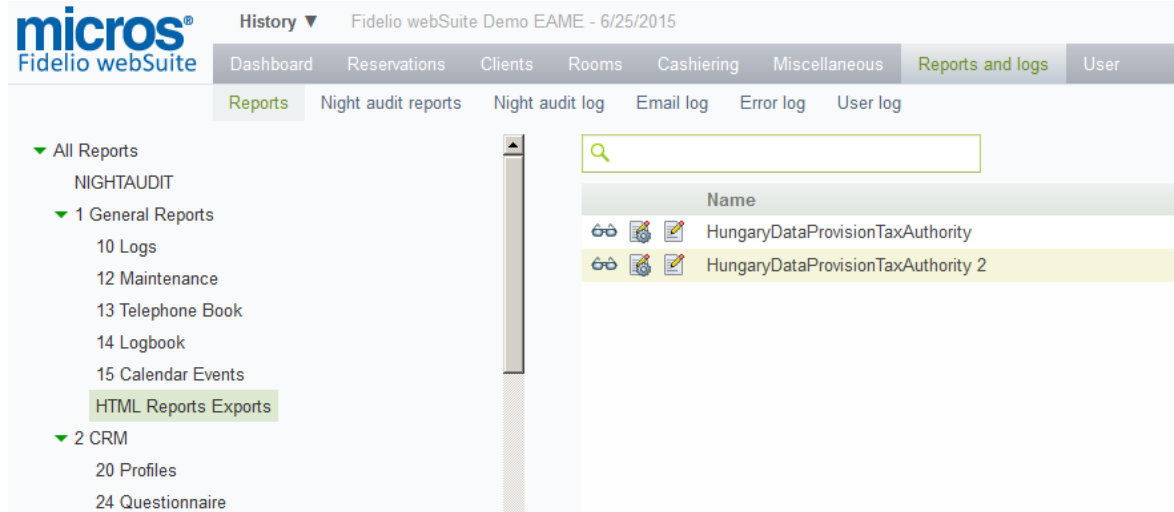 micros®
Fidelio webSuite
History ▼ Fidelio webSuite Demo EAME - 6/25/2015
Dashboard Reservations Clients Rooms Cashiering Miscellaneous Reports and logs User
Reports Night audit reports Night audit log Email log Error log User log
All Reports
NIGHTAUDIT
1 General Reports
10 Logs
12 Maintenance
13 Telephone Book
14 Logbook
15 Calendar Events
HTML Reports Exports
2 CRM
20 Profiles
24 Questionnaire
Name
HungaryDataProvisionTaxAuthority
HungaryDataProvisionTaxAuthority 2